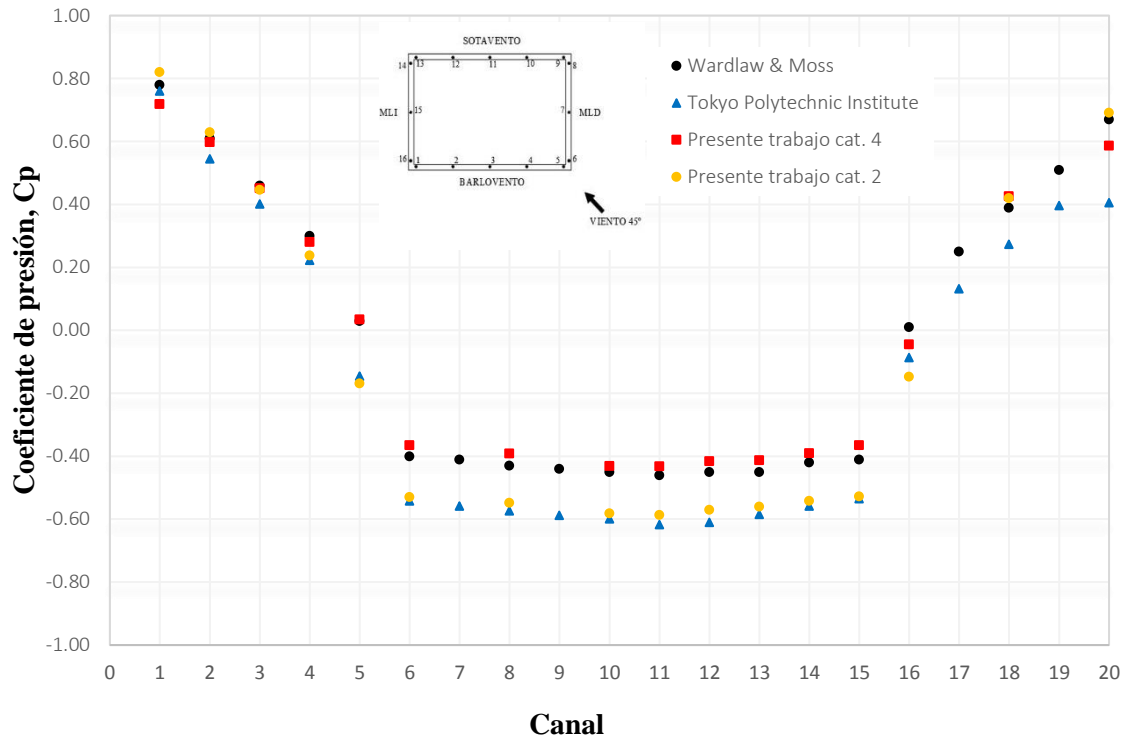 1.00
0.80
0.60
0.40
0.20
0.00
-0.20
-0.40
-0.60
-0.80
-1.00
Coeficiente de presión, Cp
SOTAVENTO
14 13 12 11 10 9 8
MLI 15 7 MLD
16 1 2 3 4 5 6
BARLOVENTO
VIENTO 45°
Wardlaw & Moss
Tokyo Polytechnic Institute
Presente trabajo cat. 4
Presente trabajo cat. 2
0 1 2 3 4 5 6 7 8 9 10 11 12 13 14 15 16 17 18 19 20
Canal